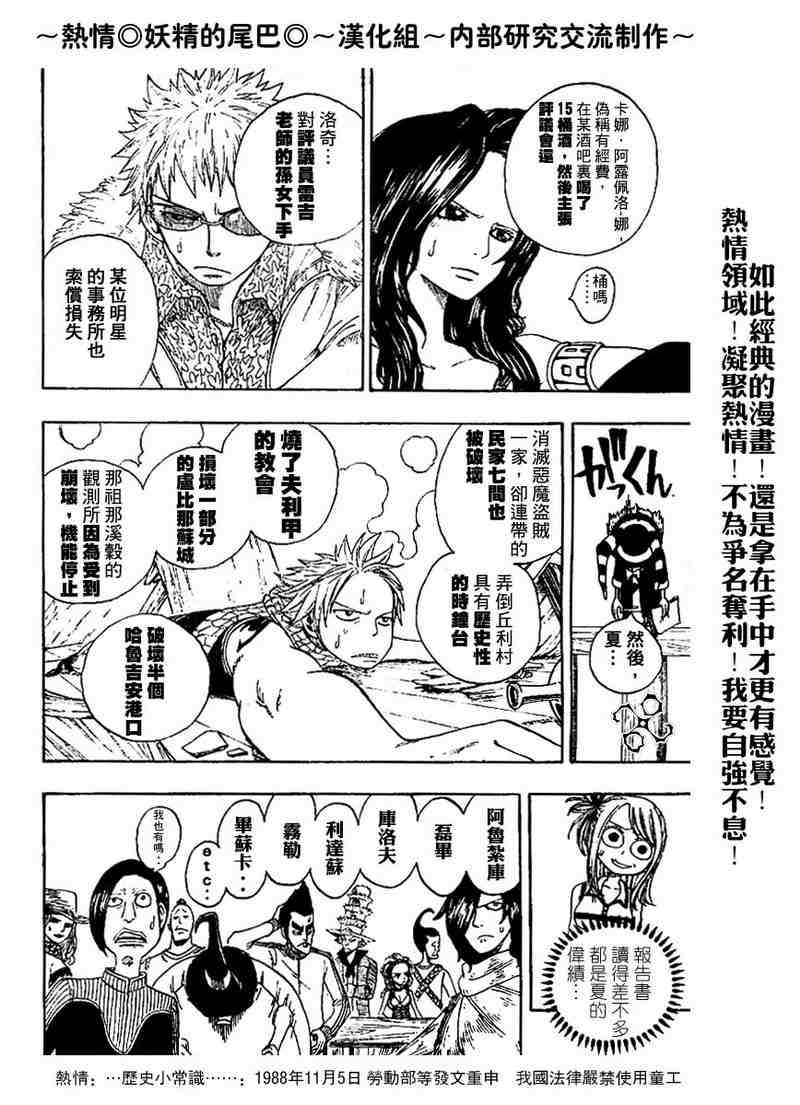 ～熱情◎妖精的尾巴◎～漢化組～内部研究交流制作～
如此經典的漫畫！還是拿在手中才更有感覺！
熱情領域！凝聚熱情！不為爭名奪利！我要自強不息！
卡娜·阿露佩洛-娜-
偽稱有經費，
在某酒吧裏喝了
15桶酒，然後主張
評議會還
桶嗎
……
洛奇…
對評議員雷吉
老師的孫女下手
某位明星
的事務所也
索償損失
がっくん
然後，
夏…
消滅惡魔盜賊
一家，卻連帶的
民家七間也
被破壞
弄倒丘利村
具有歷史性
的時鐘台
燒了夫利甲
的教會
損壞一部分
的盧比那蘇城
那祖那溪穀的
觀測所因為受到
崩壞，機能停止
破壞半個
哈魯吉安港口
報告書
讀得差不多
都是夏的
偉績…
阿魯紮庫
磊畢
庫洛夫
利達蘇
霧勒
畢蘇卡..
etc..
我也有嗎…
熱情：…歷史小常識……：1988年11月5日 勞動部等發文重申　我國法律嚴禁使用童工